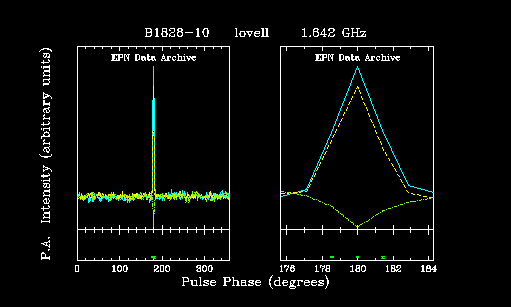 B1828-10 lovell 1.642 GHz
EPN Data Archive EPN Data Archive
P.A. Intensity (arbitrary units)
0 100 200 300 176 178 180 182 184
Pulse Phase (degrees)